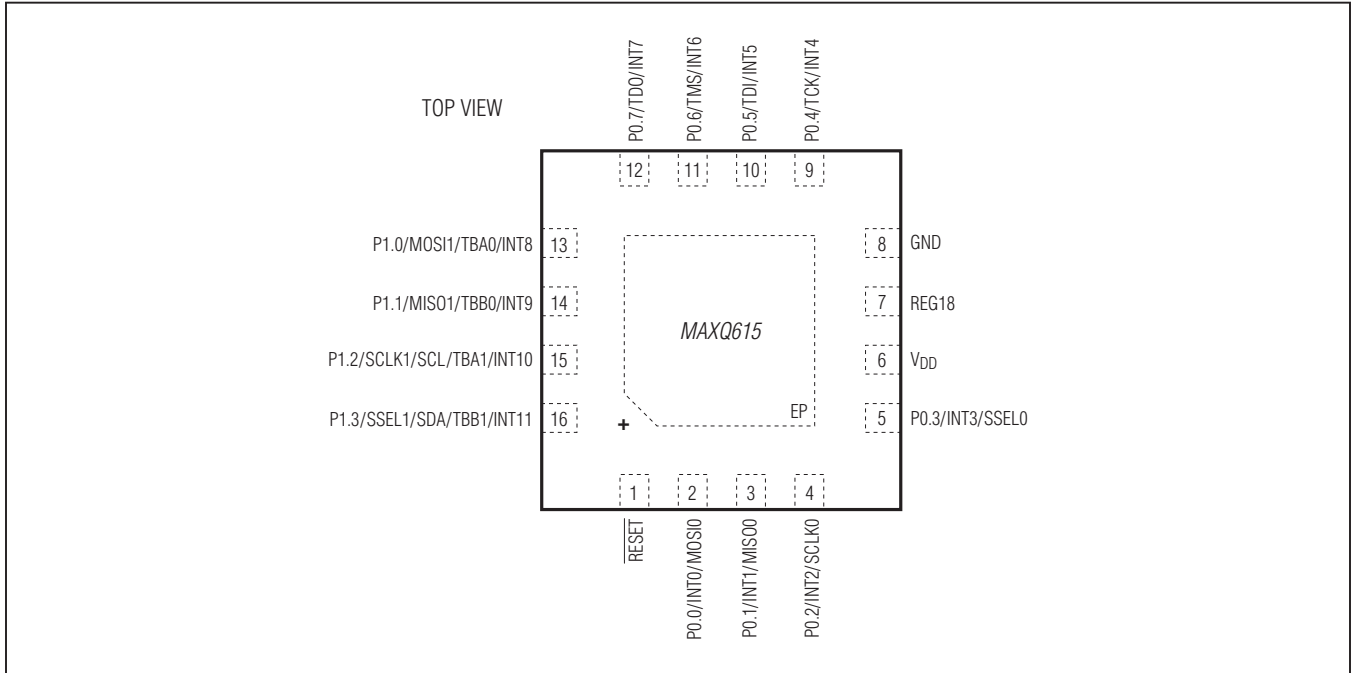 TOP VIEW
P0.7/TDO/INT7
P0.6/TMS/INT6
P0.5/TDI/INT5
P0.4/TCK/INT4
12
11
10
9
P1.0/MOSI1/TBA0/INT8
13
8
GND
P1.1/MISO1/TBB0/INT9
14
MAXQ615
7
REG18
P1.2/SCLK1/SCL/TBA1/INT10
15
6
VDD
P1.3/SSEL1/SDA/TBB1/INT11
16
+
EP
5
P0.3/INT3/SSEL0
1
2
3
4
RESET
P0.0/INT0/MOSI0
P0.1/INT1/MISO0
P0.2/INT2/SCLK0